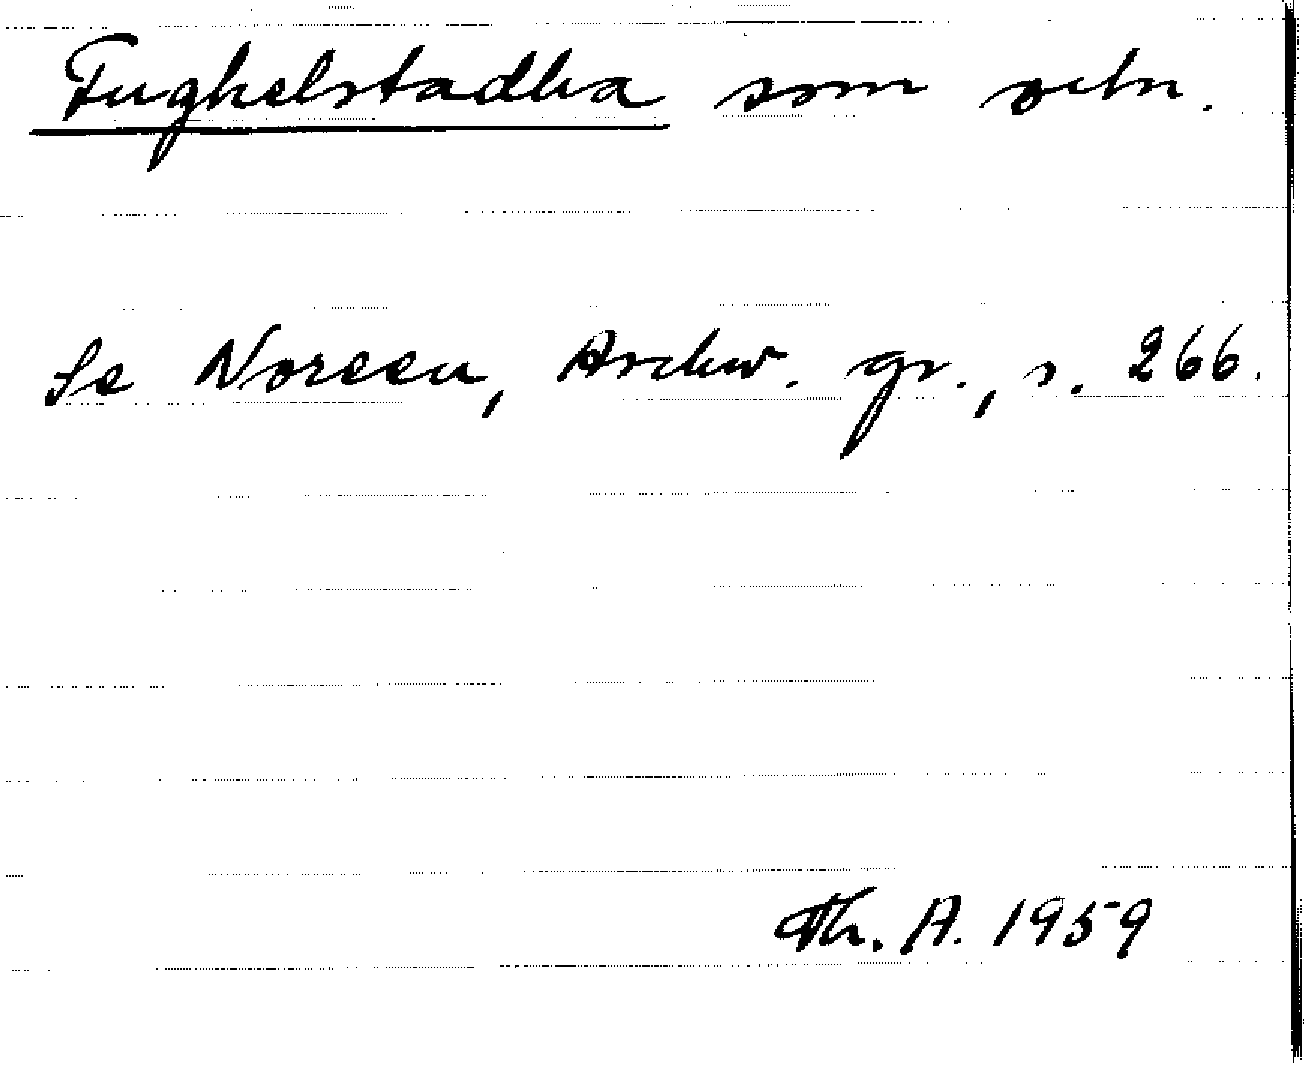 Fughelstadha som ortn.
Se Noreen, Aschw. gr., s. 266.
Th. A. 1959